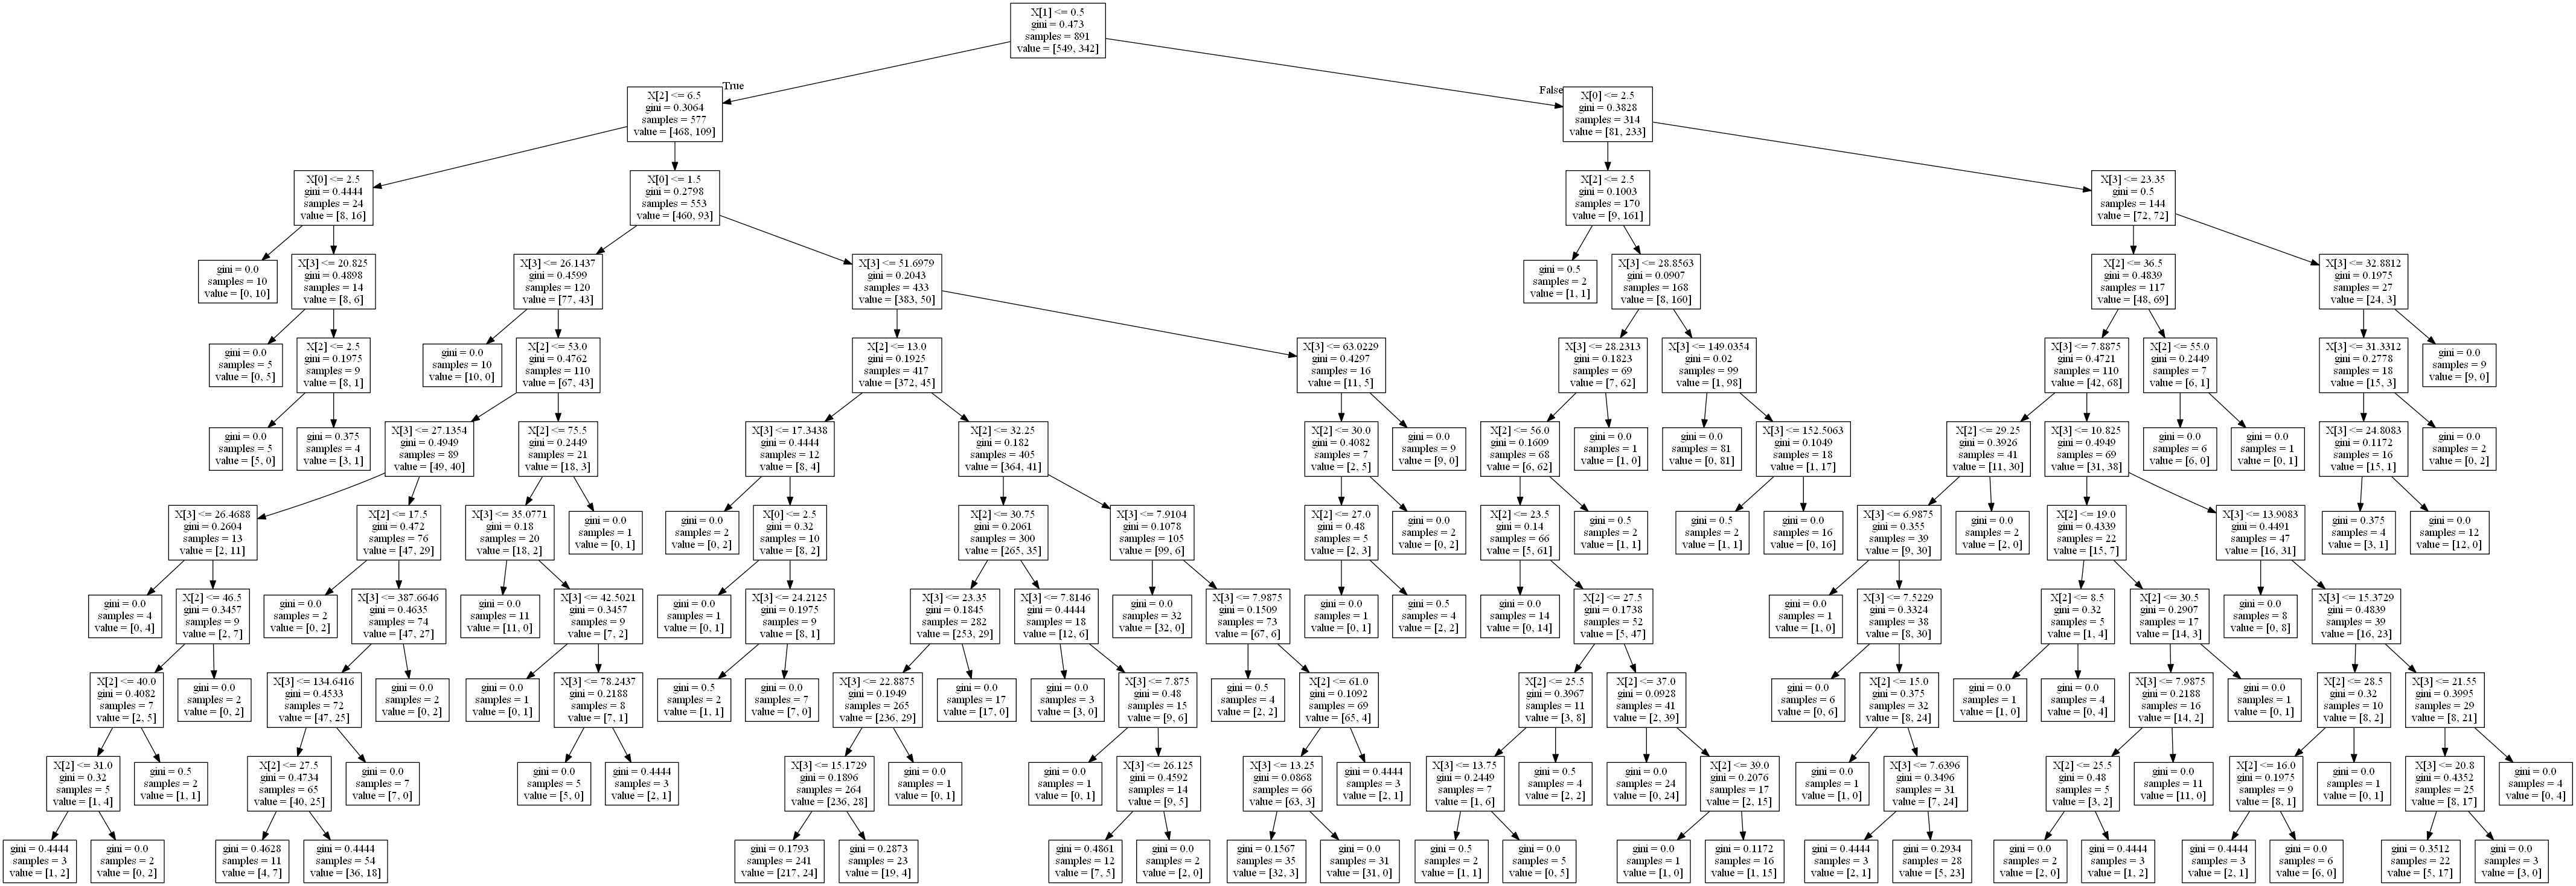 X[1] <= 0.5
gini = 0.473
samples = 891
value = [549, 342]
True
False
X[2] <= 6.5
gini = 0.3064
samples = 577
value = [468, 109]
X[0] <= 2.5
gini = 0.3828
samples = 314
value = [81, 233]
X[0] <= 2.5
gini = 0.4444
samples = 24
value = [8, 16]
X[0] <= 1.5
gini = 0.2798
samples = 553
value = [460, 93]
X[2] <= 2.5
gini = 0.1003
samples = 170
value = [9, 161]
X[3] <= 23.35
gini = 0.5
samples = 144
value = [72, 72]
gini = 0.0
samples = 10
value = [0, 10]
X[3] <= 20.825
gini = 0.4898
samples = 14
value = [8, 6]
X[3] <= 26.1437
gini = 0.4599
samples = 120
value = [77, 43]
X[3] <= 51.6979
gini = 0.2043
samples = 433
value = [383, 50]
gini = 0.5
samples = 2
value = [1, 1]
X[3] <= 28.8563
gini = 0.0907
samples = 168
value = [8, 160]
X[2] <= 36.5
gini = 0.4839
samples = 117
value = [48, 69]
X[3] <= 32.8812
gini = 0.1975
samples = 27
value = [24, 3]
gini = 0.0
samples = 5
value = [0, 5]
X[2] <= 2.5
gini = 0.1975
samples = 9
value = [8, 1]
gini = 0.0
samples = 10
value = [10, 0]
X[2] <= 53.0
gini = 0.4762
samples = 110
value = [67, 43]
X[2] <= 13.0
gini = 0.1925
samples = 417
value = [372, 45]
X[3] <= 63.0229
gini = 0.4297
samples = 16
value = [11, 5]
X[3] <= 28.2313
gini = 0.1823
samples = 69
value = [7, 62]
X[3] <= 149.0354
gini = 0.02
samples = 99
value = [1, 98]
X[3] <= 7.8875
gini = 0.4721
samples = 110
value = [42, 68]
X[2] <= 55.0
gini = 0.2449
samples = 7
value = [6, 1]
X[3] <= 31.3312
gini = 0.2778
samples = 18
value = [15, 3]
gini = 0.0
samples = 9
value = [9, 0]
gini = 0.0
samples = 5
value = [5, 0]
gini = 0.375
samples = 4
value = [3, 1]
X[3] <= 27.1354
gini = 0.4949
samples = 89
value = [49, 40]
X[2] <= 75.5
gini = 0.2449
samples = 21
value = [18, 3]
X[3] <= 17.3438
gini = 0.4444
samples = 12
value = [8, 4]
X[2] <= 32.25
gini = 0.182
samples = 405
value = [364, 41]
X[2] <= 30.0
gini = 0.4082
samples = 7
value = [2, 5]
gini = 0.0
samples = 9
value = [9, 0]
X[2] <= 56.0
gini = 0.1609
samples = 68
value = [6, 62]
gini = 0.0
samples = 1
value = [1, 0]
gini = 0.0
samples = 81
value = [0, 81]
X[3] <= 152.5063
gini = 0.1049
samples = 18
value = [1, 17]
X[2] <= 29.25
gini = 0.3926
samples = 41
value = [11, 30]
X[3] <= 10.825
gini = 0.4949
samples = 69
value = [31, 38]
gini = 0.0
samples = 6
value = [6, 0]
gini = 0.0
samples = 1
value = [0, 1]
X[3] <= 24.8083
gini = 0.1172
samples = 16
value = [15, 1]
gini = 0.0
samples = 2
value = [0, 2]
X[3] <= 26.4688
gini = 0.2604
samples = 13
value = [2, 11]
X[2] <= 17.5
gini = 0.472
samples = 76
value = [47, 29]
X[3] <= 35.0771
gini = 0.18
samples = 20
value = [18, 2]
gini = 0.0
samples = 1
value = [0, 1]
gini = 0.0
samples = 2
value = [0, 2]
X[0] <= 2.5
gini = 0.32
samples = 10
value = [8, 2]
X[2] <= 30.75
gini = 0.2061
samples = 300
value = [265, 35]
X[3] <= 7.9104
gini = 0.1078
samples = 105
value = [99, 6]
X[2] <= 27.0
gini = 0.48
samples = 5
value = [2, 3]
gini = 0.0
samples = 2
value = [0, 2]
X[2] <= 23.5
gini = 0.14
samples = 66
value = [5, 61]
gini = 0.5
samples = 2
value = [1, 1]
gini = 0.5
samples = 2
value = [1, 1]
gini = 0.0
samples = 16
value = [0, 16]
X[3] <= 6.9875
gini = 0.355
samples = 39
value = [9, 30]
gini = 0.0
samples = 2
value = [2, 0]
X[2] <= 19.0
gini = 0.4339
samples = 22
value = [15, 7]
X[3] <= 13.9083
gini = 0.4491
samples = 47
value = [16, 31]
gini = 0.375
samples = 4
value = [3, 1]
gini = 0.0
samples = 12
value = [12, 0]
gini = 0.0
samples = 4
value = [0, 4]
X[2] <= 46.5
gini = 0.3457
samples = 9
value = [2, 7]
gini = 0.0
samples = 2
value = [0, 2]
X[3] <= 387.6646
gini = 0.4635
samples = 74
value = [47, 27]
gini = 0.0
samples = 11
value = [11, 0]
X[3] <= 42.5021
gini = 0.3457
samples = 9
value = [7, 2]
gini = 0.0
samples = 1
value = [0, 1]
X[3] <= 24.2125
gini = 0.1975
samples = 9
value = [8, 1]
X[3] <= 23.35
gini = 0.1845
samples = 282
value = [253, 29]
X[3] <= 7.8146
gini = 0.4444
samples = 18
value = [12, 6]
gini = 0.0
samples = 32
value = [32, 0]
X[3] <= 7.9875
gini = 0.1509
samples = 73
value = [67, 6]
gini = 0.0
samples = 1
value = [0, 1]
gini = 0.5
samples = 4
value = [2, 2]
gini = 0.0
samples = 14
value = [0, 14]
X[2] <= 27.5
gini = 0.1738
samples = 52
value = [5, 47]
gini = 0.0
samples = 1
value = [1, 0]
X[3] <= 7.5229
gini = 0.3324
samples = 38
value = [8, 30]
X[2] <= 8.5
gini = 0.32
samples = 5
value = [1, 4]
X[2] <= 30.5
gini = 0.2907
samples = 17
value = [14, 3]
gini = 0.0
samples = 8
value = [0, 8]
X[3] <= 15.3729
gini = 0.4839
samples = 39
value = [16, 23]
X[2] <= 40.0
gini = 0.4082
samples = 7
value = [2, 5]
gini = 0.0
samples = 2
value = [0, 2]
X[3] <= 134.6416
gini = 0.4533
samples = 72
value = [47, 25]
gini = 0.0
samples = 2
value = [0, 2]
gini = 0.0
samples = 1
value = [0, 1]
X[3] <= 78.2437
gini = 0.2188
samples = 8
value = [7, 1]
gini = 0.5
samples = 2
value = [1, 1]
gini = 0.0
samples = 7
value = [7, 0]
X[3] <= 22.8875
gini = 0.1949
samples = 265
value = [236, 29]
gini = 0.0
samples = 17
value = [17, 0]
gini = 0.0
samples = 3
value = [3, 0]
X[3] <= 7.875
gini = 0.48
samples = 15
value = [9, 6]
gini = 0.5
samples = 4
value = [2, 2]
X[2] <= 61.0
gini = 0.1092
samples = 69
value = [65, 4]
X[2] <= 25.5
gini = 0.3967
samples = 11
value = [3, 8]
X[2] <= 37.0
gini = 0.0928
samples = 41
value = [2, 39]
gini = 0.0
samples = 6
value = [0, 6]
X[2] <= 15.0
gini = 0.375
samples = 32
value = [8, 24]
gini = 0.0
samples = 1
value = [1, 0]
gini = 0.0
samples = 4
value = [0, 4]
X[3] <= 7.9875
gini = 0.2188
samples = 16
value = [14, 2]
gini = 0.0
samples = 1
value = [0, 1]
X[2] <= 28.5
gini = 0.32
samples = 10
value = [8, 2]
X[3] <= 21.55
gini = 0.3995
samples = 29
value = [8, 21]
X[2] <= 31.0
gini = 0.32
samples = 5
value = [1, 4]
gini = 0.5
samples = 2
value = [1, 1]
X[2] <= 27.5
gini = 0.4734
samples = 65
value = [40, 25]
gini = 0.0
samples = 7
value = [7, 0]
gini = 0.0
samples = 5
value = [5, 0]
gini = 0.4444
samples = 3
value = [2, 1]
X[3] <= 15.1729
gini = 0.1896
samples = 264
value = [236, 28]
gini = 0.0
samples = 1
value = [0, 1]
gini = 0.0
samples = 1
value = [0, 1]
X[3] <= 26.125
gini = 0.4592
samples = 14
value = [9, 5]
X[3] <= 13.25
gini = 0.0868
samples = 66
value = [63, 3]
gini = 0.4444
samples = 3
value = [2, 1]
X[3] <= 13.75
gini = 0.2449
samples = 7
value = [1, 6]
gini = 0.5
samples = 4
value = [2, 2]
gini = 0.0
samples = 24
value = [0, 24]
X[2] <= 39.0
gini = 0.2076
samples = 17
value = [2, 15]
gini = 0.0
samples = 1
value = [1, 0]
X[3] <= 7.6396
gini = 0.3496
samples = 31
value = [7, 24]
X[2] <= 25.5
gini = 0.48
samples = 5
value = [3, 2]
gini = 0.0
samples = 11
value = [11, 0]
X[2] <= 16.0
gini = 0.1975
samples = 9
value = [8, 1]
gini = 0.0
samples = 1
value = [0, 1]
X[3] <= 20.8
gini = 0.4352
samples = 25
value = [8, 17]
gini = 0.0
samples = 4
value = [0, 4]
gini = 0.4444
samples = 3
value = [1, 2]
gini = 0.0
samples = 2
value = [0, 2]
gini = 0.4628
samples = 11
value = [4, 7]
gini = 0.4444
samples = 54
value = [36, 18]
gini = 0.1793
samples = 241
value = [217, 24]
gini = 0.2873
samples = 23
value = [19, 4]
gini = 0.4861
samples = 12
value = [7, 5]
gini = 0.0
samples = 2
value = [2, 0]
gini = 0.1567
samples = 35
value = [32, 3]
gini = 0.0
samples = 31
value = [31, 0]
gini = 0.5
samples = 2
value = [1, 1]
gini = 0.0
samples = 5
value = [0, 5]
gini = 0.0
samples = 1
value = [1, 0]
gini = 0.1172
samples = 16
value = [1, 15]
gini = 0.4444
samples = 3
value = [2, 1]
gini = 0.2934
samples = 28
value = [5, 23]
gini = 0.0
samples = 2
value = [2, 0]
gini = 0.4444
samples = 3
value = [1, 2]
gini = 0.4444
samples = 3
value = [2, 1]
gini = 0.0
samples = 6
value = [6, 0]
gini = 0.3512
samples = 22
value = [5, 17]
gini = 0.0
samples = 3
value = [3, 0]